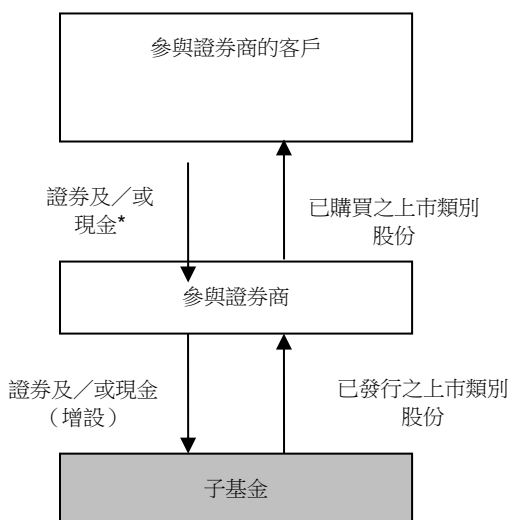 參與證券商的客戶
證券及／或
現金*
已購買之上市類別
股份
參與證券商
證券及／或現金
（增設）
已發行之上市類別
股份
子基金